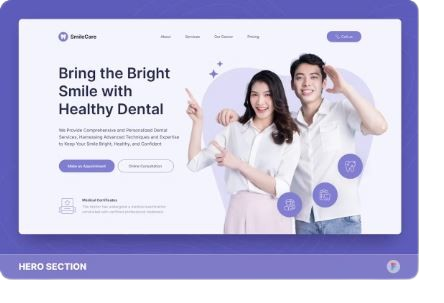 SmileCare
About
Services
Our Doctor
Pricing
Call us
Bring the Bright
Smile with
Healthy Dental
We Provide Comprehensive and Personalized Dental
Services, Harnessing Advanced Techniques and Expertise
to Keep Your Smile Bright, Healthy, and Confident
Make an Appointment
Online Consultation
Medical Certificates
HERO SECTION